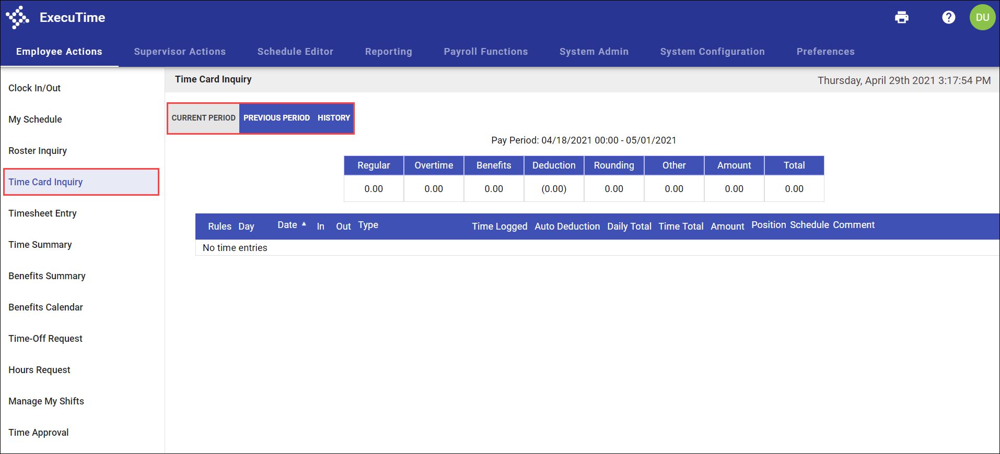 ExecuTime
DU
Employee Actions Supervisor Actions Schedule Editor Reporting Payroll Functions System Admin System Configuration Preferences
Time Card Inquiry Thursday, April 29th 2021 3:17:54 PM
Clock In/Out
My Schedule
Roster Inquiry
Time Card Inquiry
Timesheet Entry
Time Summary
Benefits Summary
Benefits Calendar
Time-Off Request
Hours Request
Manage My Shifts
Time Approval
CURRENT PERIOD PREVIOUS PERIOD HISTORY
Pay Period: 04/18/2021 00:00 - 05/01/2021
Regular Overtime Benefits Deduction Rounding Other Amount Total
0.00 0.00 0.00 (0.00) 0.00 0.00 0.00 0.00
Rules Day Date In Out Type Time Logged Auto Deduction Daily Total Time Total Amount Position Schedule Comment
No time entries